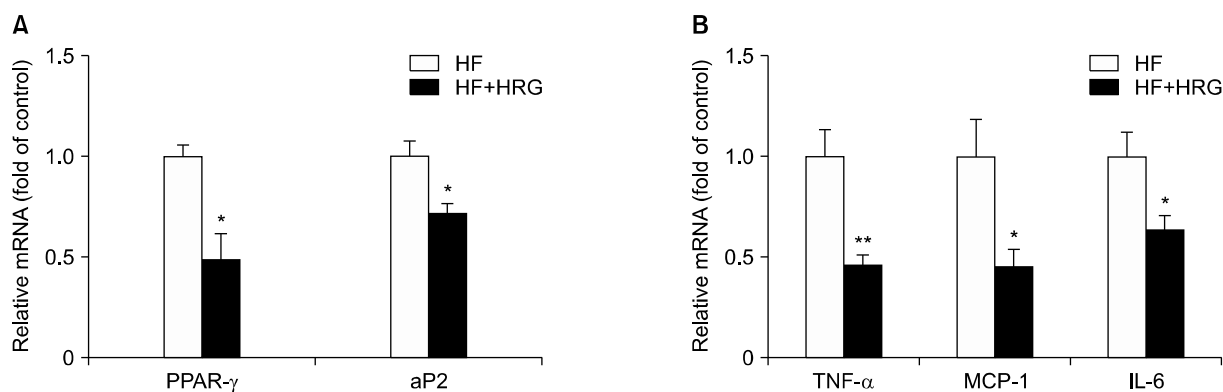 A
Relative mRNA (fold of control)
1.5
1.0
0.5
0
HF
HF+HRG
*
*
PPAR-γ
aP2
B
Relative mRNA (fold of control)
1.5
1.0
0.5
0
HF
HF+HRG
**
*
*
TNF-α
MCP-1
IL-6